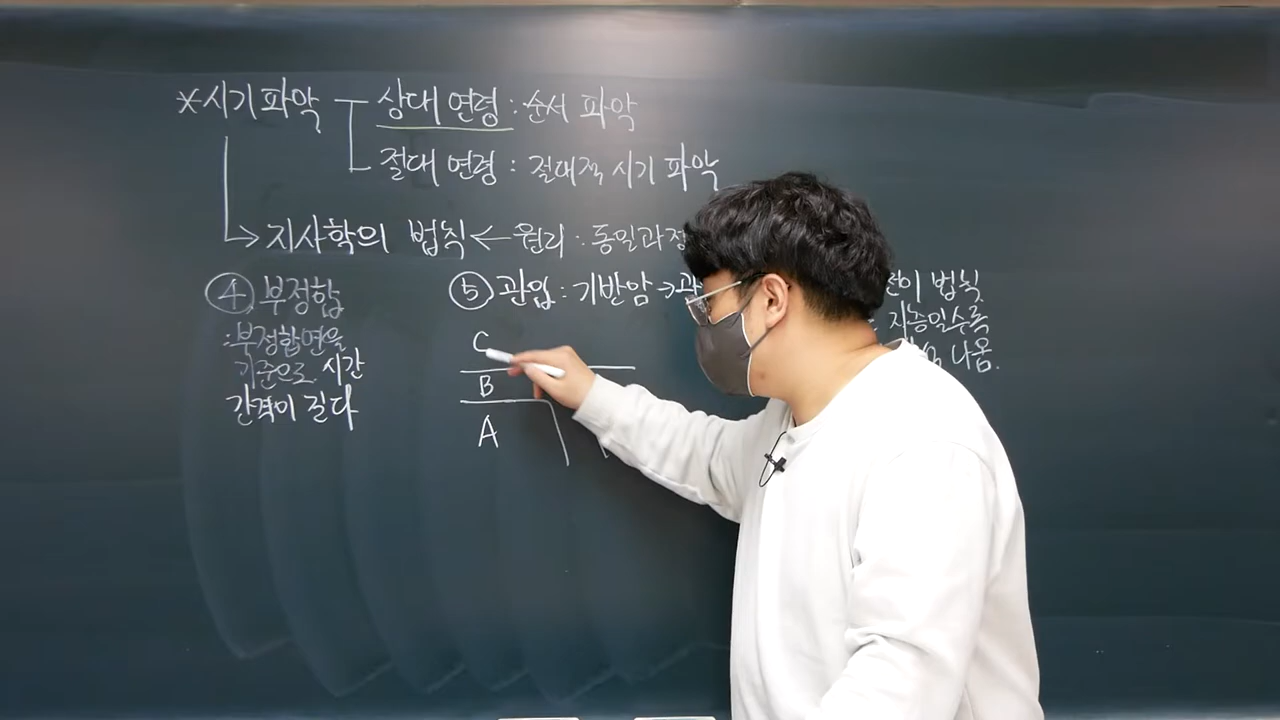 *시기 파악 상대 연령 : 순서 파악
절대 연령 : 절대적 시기 파악
→ 지사학의 법칙 ← 원리 : 동일과정
④ 부정합
: 부정합면을
기준으로 시간
간격이 길다
⑤ 관입 : 기반암 → 관
C
B
A
법칙
지층일수록
나옴.